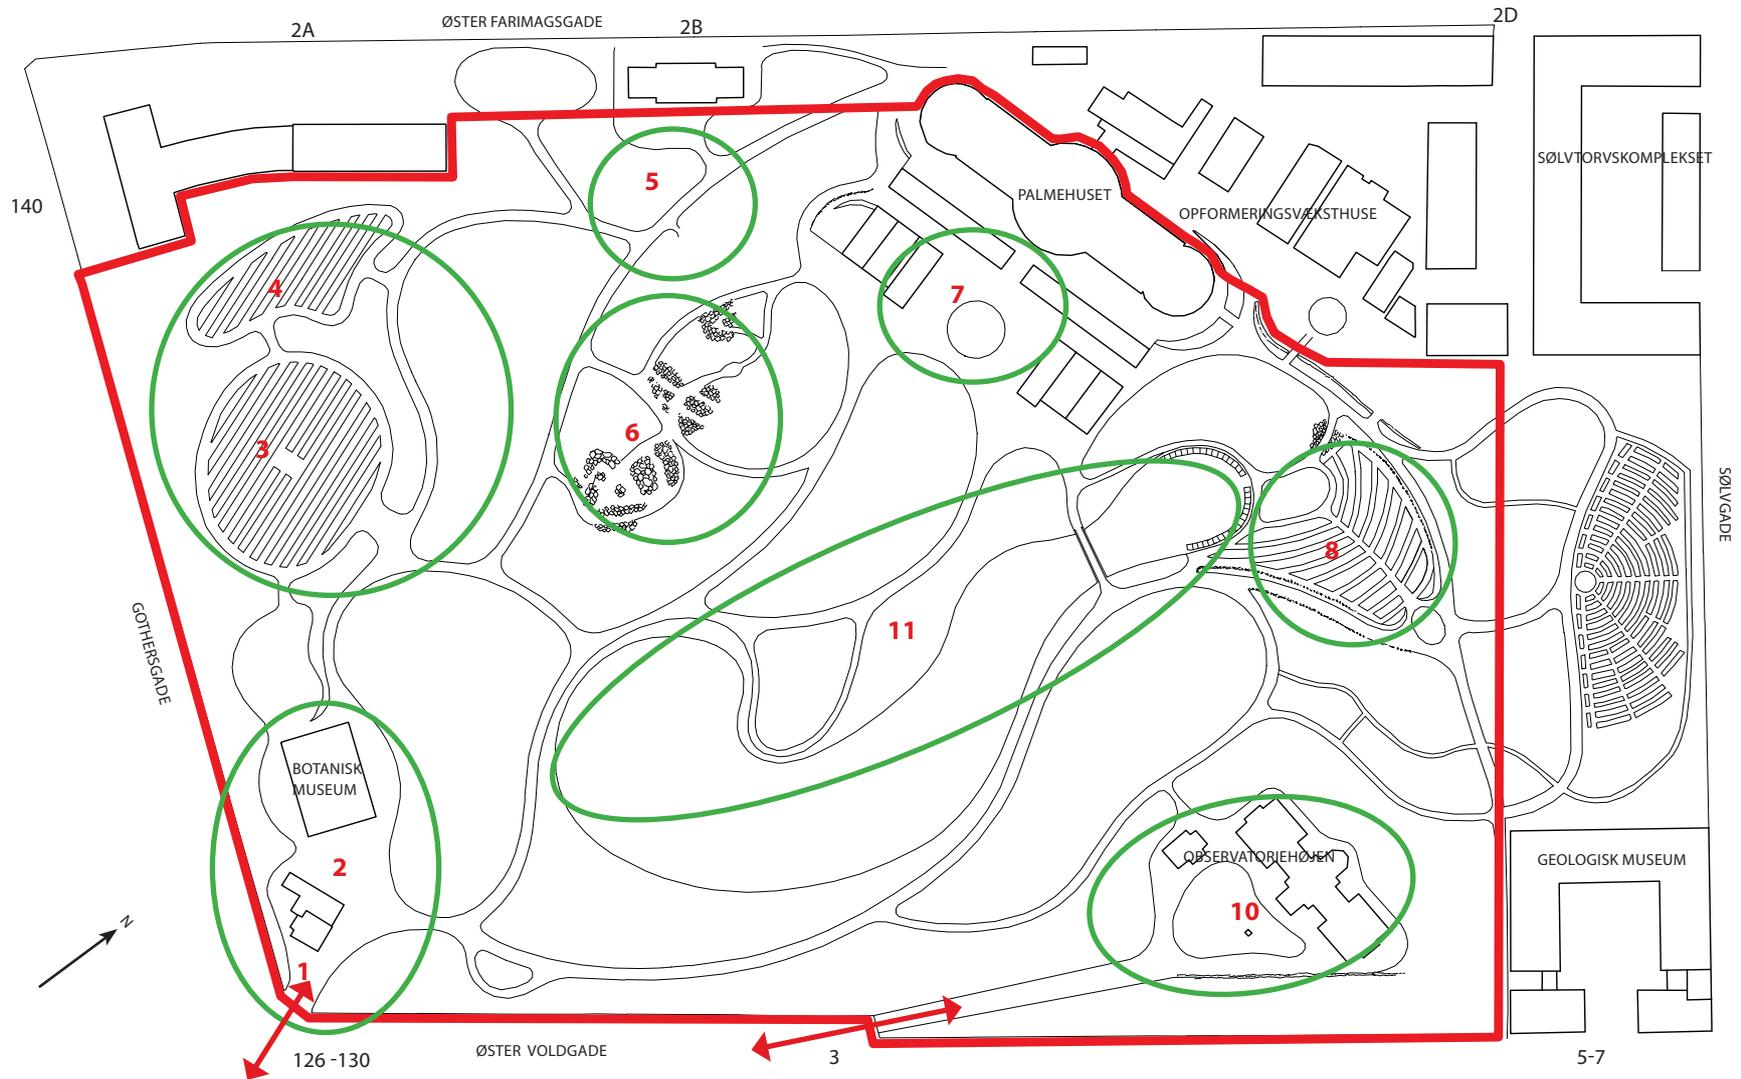 2A
ØSTER FARIMAGSGADE
2B
2D
SØLVTORVSKOMPLEKSET
5
PALMEHUSET
140
OPFORMERINGSVÆKSTHUSE
4
7
6
3
SØLVGADE
8
11
GOTHERSGADE
BOTANISK
MUSEUM
2
OBSERVATORIEHØJEN
GEOLOGISK MUSEUM
10
N
1
126 -130
ØSTER VOLDGADE
3
5-7